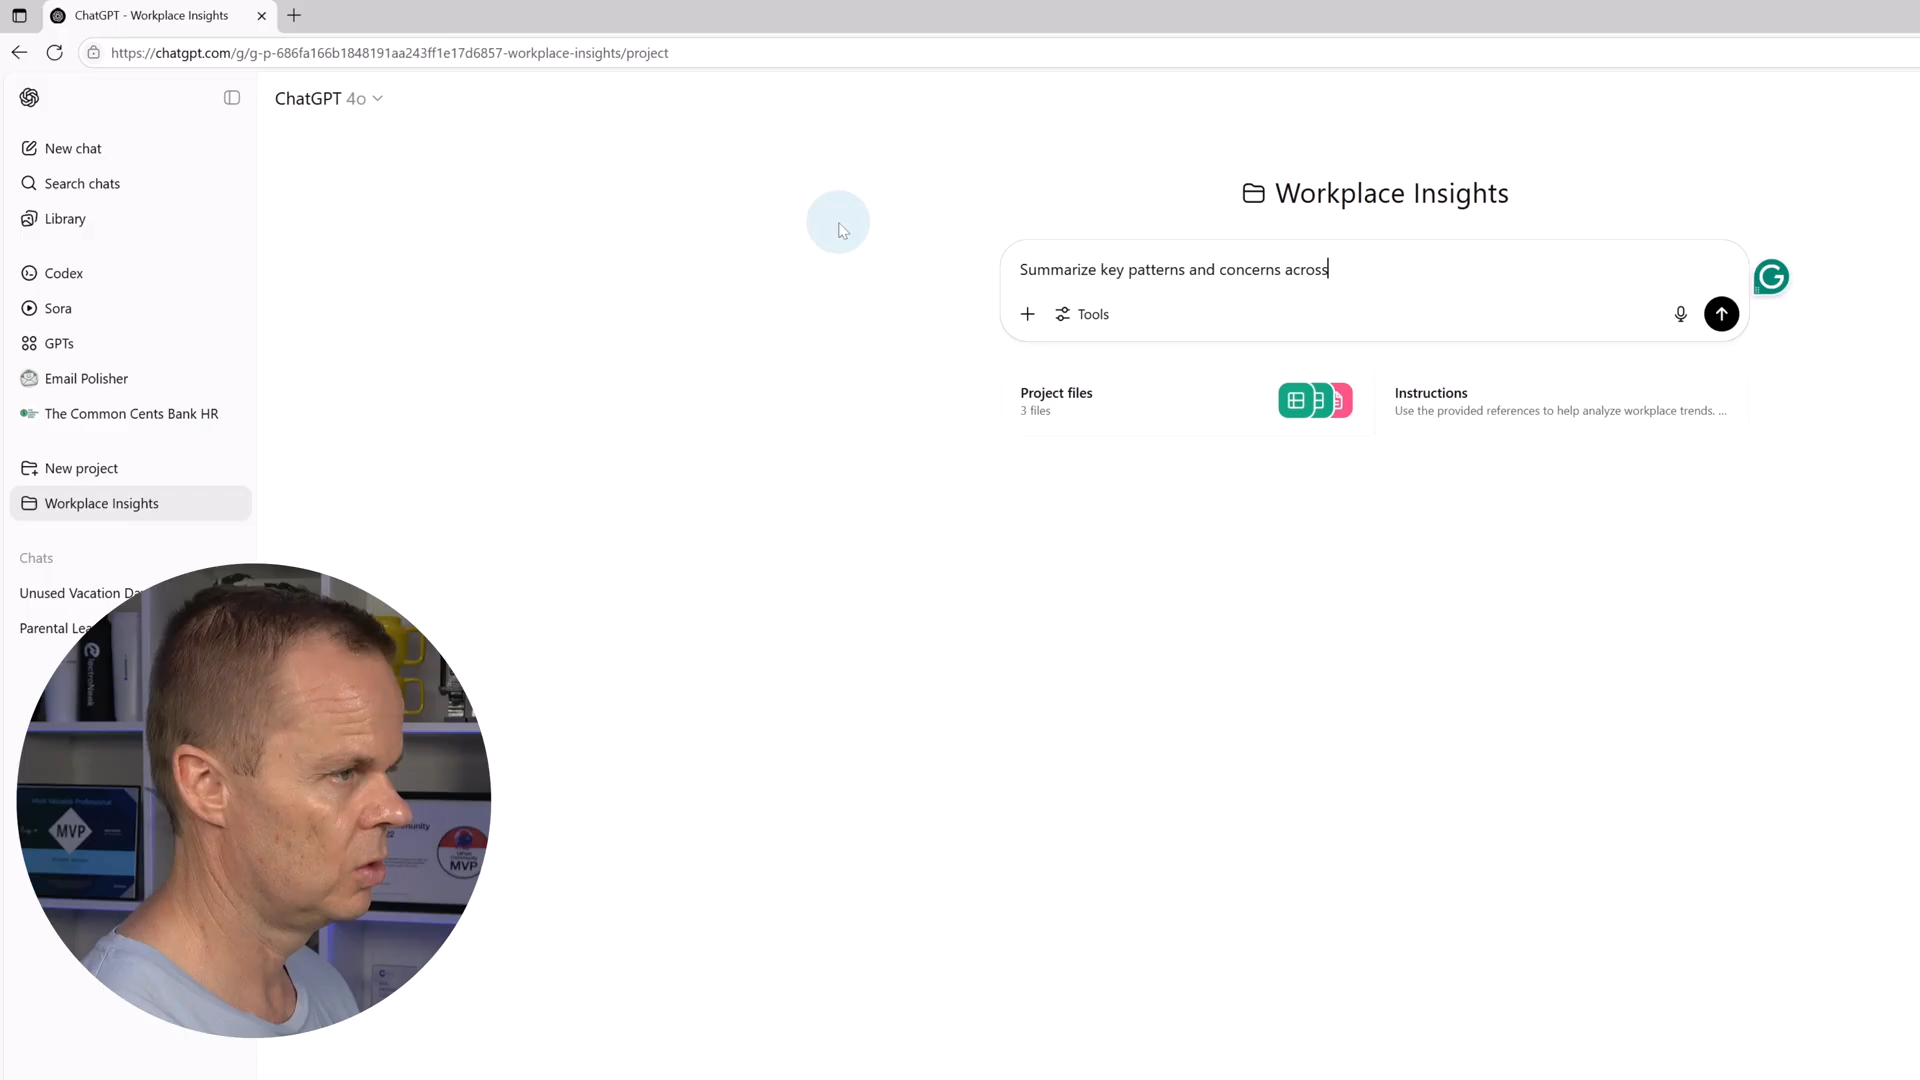 ChatGPT - Workplace Insights
https://chatgpt.com/g/g-p-686fa166b1848191aa243ff1e17d6857-workplace-insights/project
ChatGPT 4o
New chat
Search chats
Library
Codex
Sora
GPTs
Email Polisher
The Common Cents Bank HR
New project
Workplace Insights
Chats
Unused Vacation Da
Parental Lea
Workplace Insights
Summarize key patterns and concerns across
Tools
Project files
3 files
Instructions
Use the provided references to help analyze workplace trends. ...
ElectroNeek
MVP
MVP